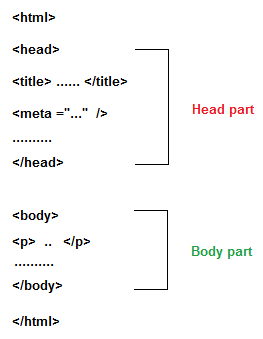 <html>
<head>
<title> ...... </title>
<meta ="..."  />
..........
</head>
Head part
<body>
<p>  ..  </p>
..........
</body>
Body part
</html>